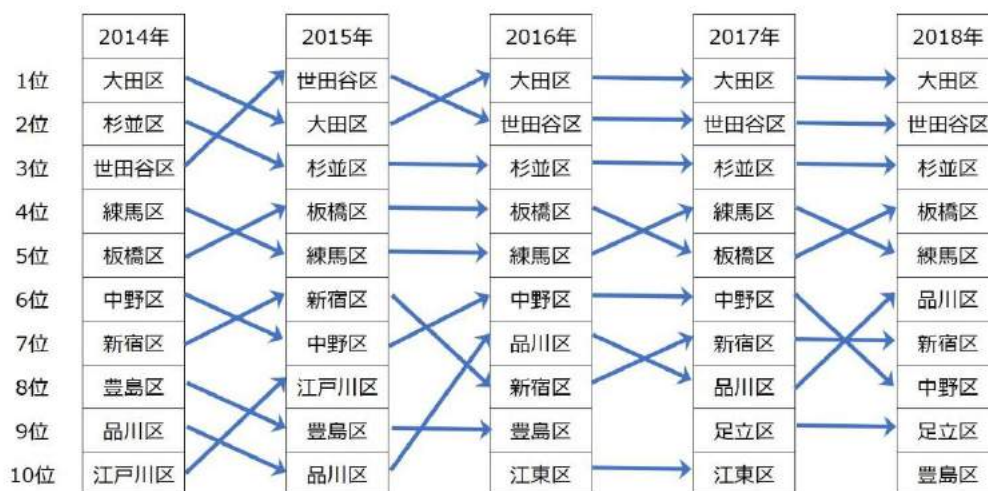 2014年 2015年 2016年 2017年 2018年
1位 大田区 世田谷区 大田区 大田区 大田区
2位 杉並区 大田区 世田谷区 世田谷区 世田谷区
3位 世田谷区 杉並区 杉並区 杉並区 杉並区
4位 練馬区 板橋区 板橋区 練馬区 板橋区
5位 板橋区 練馬区 練馬区 板橋区 練馬区
6位 中野区 新宿区 中野区 中野区 品川区
7位 新宿区 中野区 品川区 新宿区 新宿区
8位 豊島区 江戸川区 新宿区 品川区 中野区
9位 品川区 豊島区 豊島区 足立区 足立区
10位 江戸川区 品川区 江東区 江東区 豊島区